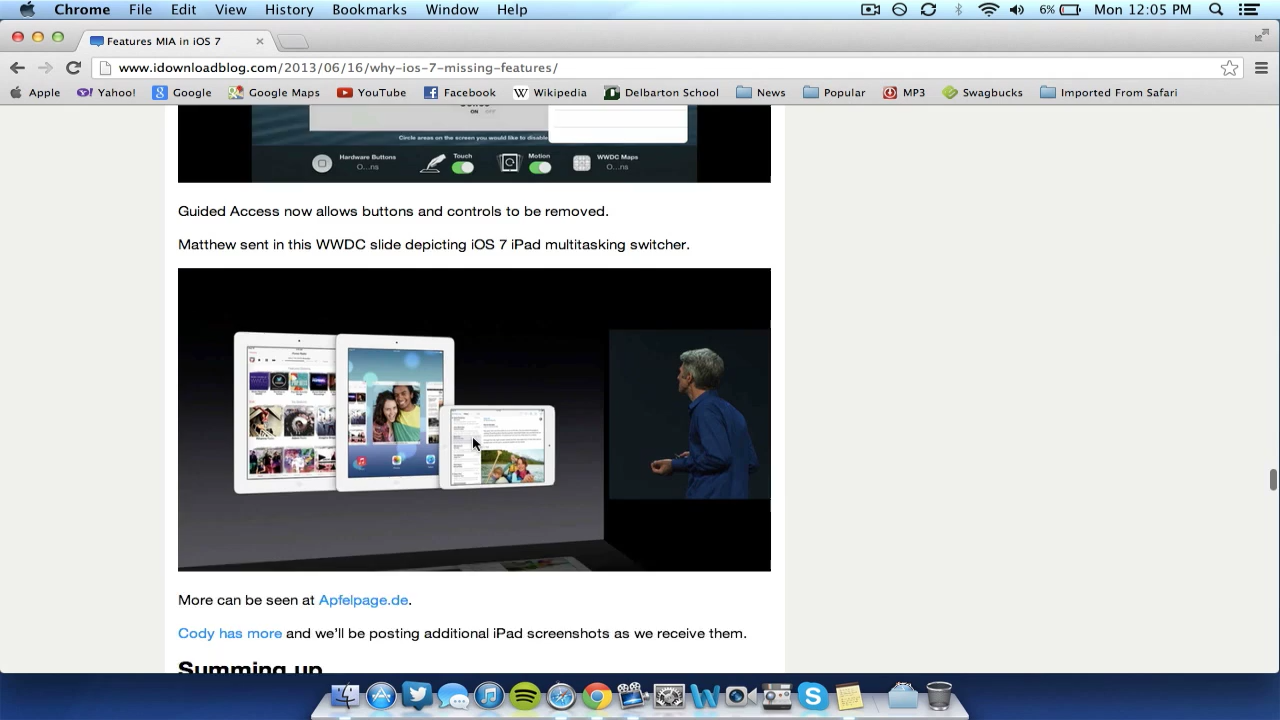 Chrome File Edit View History Bookmarks Window Help 6% Mon 12:05 PM
Features MIA in iOS 7
www.idownloadblog.com/2013/06/16/why-ios-7-missing-features/
Apple Yahoo! Google Google Maps YouTube Facebook Wikipedia Delbarton School News Popular MP3 Swagbucks Imported From Safari
ON OFF
Circle areas on the screen you would like to disable
Hardware Buttons Touch Motion WWDC Maps
O...ns O...ns
Guided Access now allows buttons and controls to be removed.
Matthew sent in this WWDC slide depicting iOS 7 iPad multitasking switcher.
More can be seen at Apfelpage.de.
Cody has more and we'll be posting additional iPad screenshots as we receive them.
Summing up